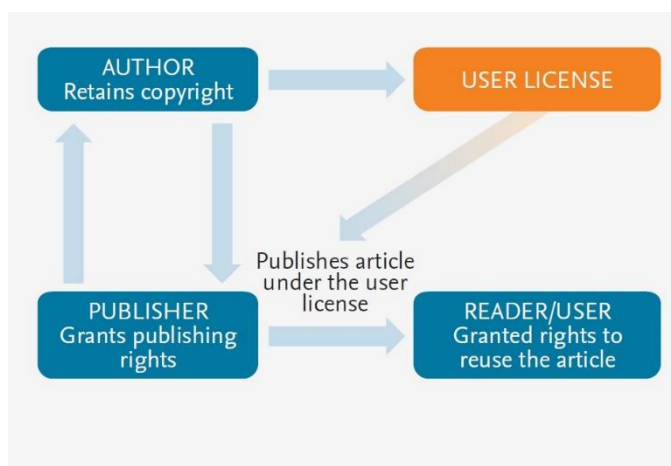 AUTHOR
Retains copyright
USER LICENSE
Publishes article
under the user
license
PUBLISHER
Grants publishing
rights
READER/USER
Granted rights to
reuse the article